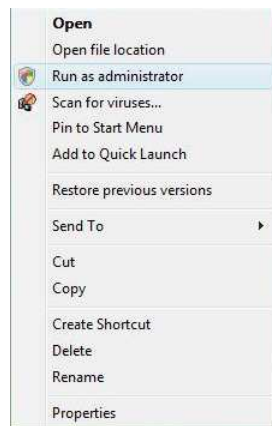 Open
Open file location
Run as administrator
Scan for viruses...
Pin to Start Menu
Add to Quick Launch
Restore previous versions
Send To
Cut
Copy
Create Shortcut
Delete
Rename
Properties